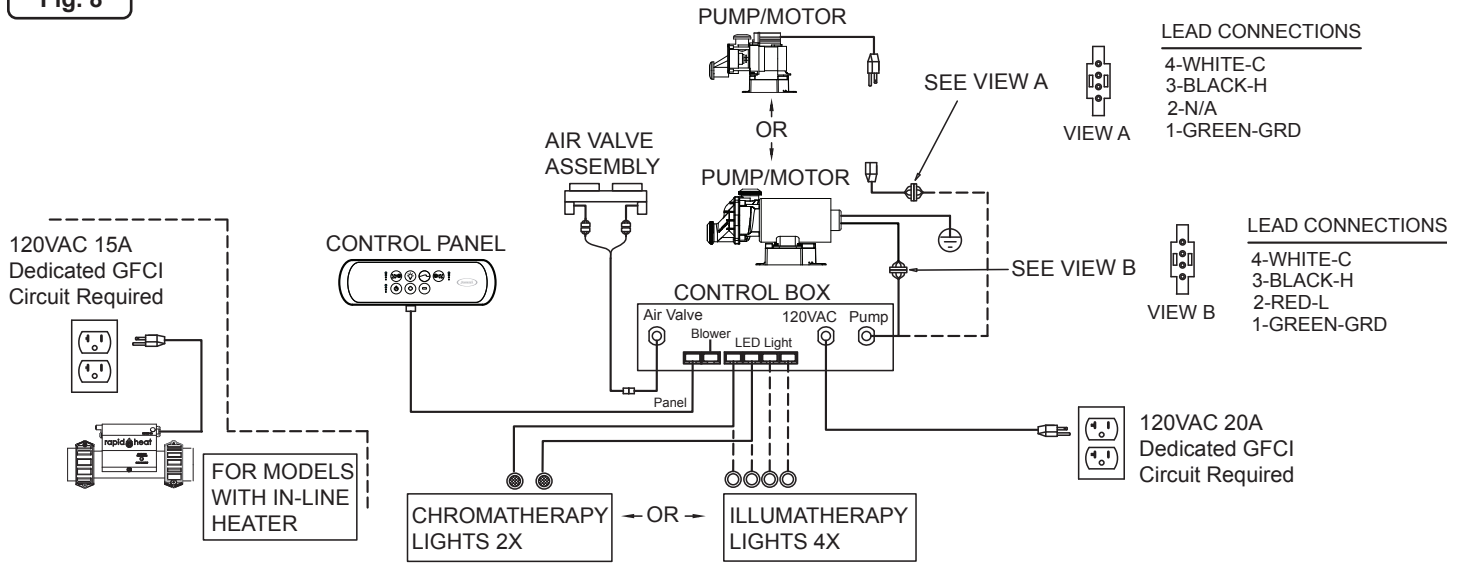 Fig. 8
PUMP/MOTOR
OR
PUMP/MOTOR
SEE VIEW A
VIEW A
LEAD CONNECTIONS
4-WHITE-C
3-BLACK-H
2-N/A
1-GREEN-GRD
AIR VALVE
ASSEMBLY
SEE VIEW B
VIEW B
LEAD CONNECTIONS
4-WHITE-C
3-BLACK-H
2-RED-L
1-GREEN-GRD
120VAC 15A
Dedicated GFCI
Circuit Required
CONTROL PANEL
CONTROL BOX
Air Valve
Blower
LED Light
120VAC
Pump
Panel
rapid heat
FOR MODELS
WITH IN-LINE
HEATER
CHROMATHERAPY
LIGHTS 2X
OR
ILLUMATHERAPY
LIGHTS 4X
120VAC 20A
Dedicated GFCI
Circuit Required